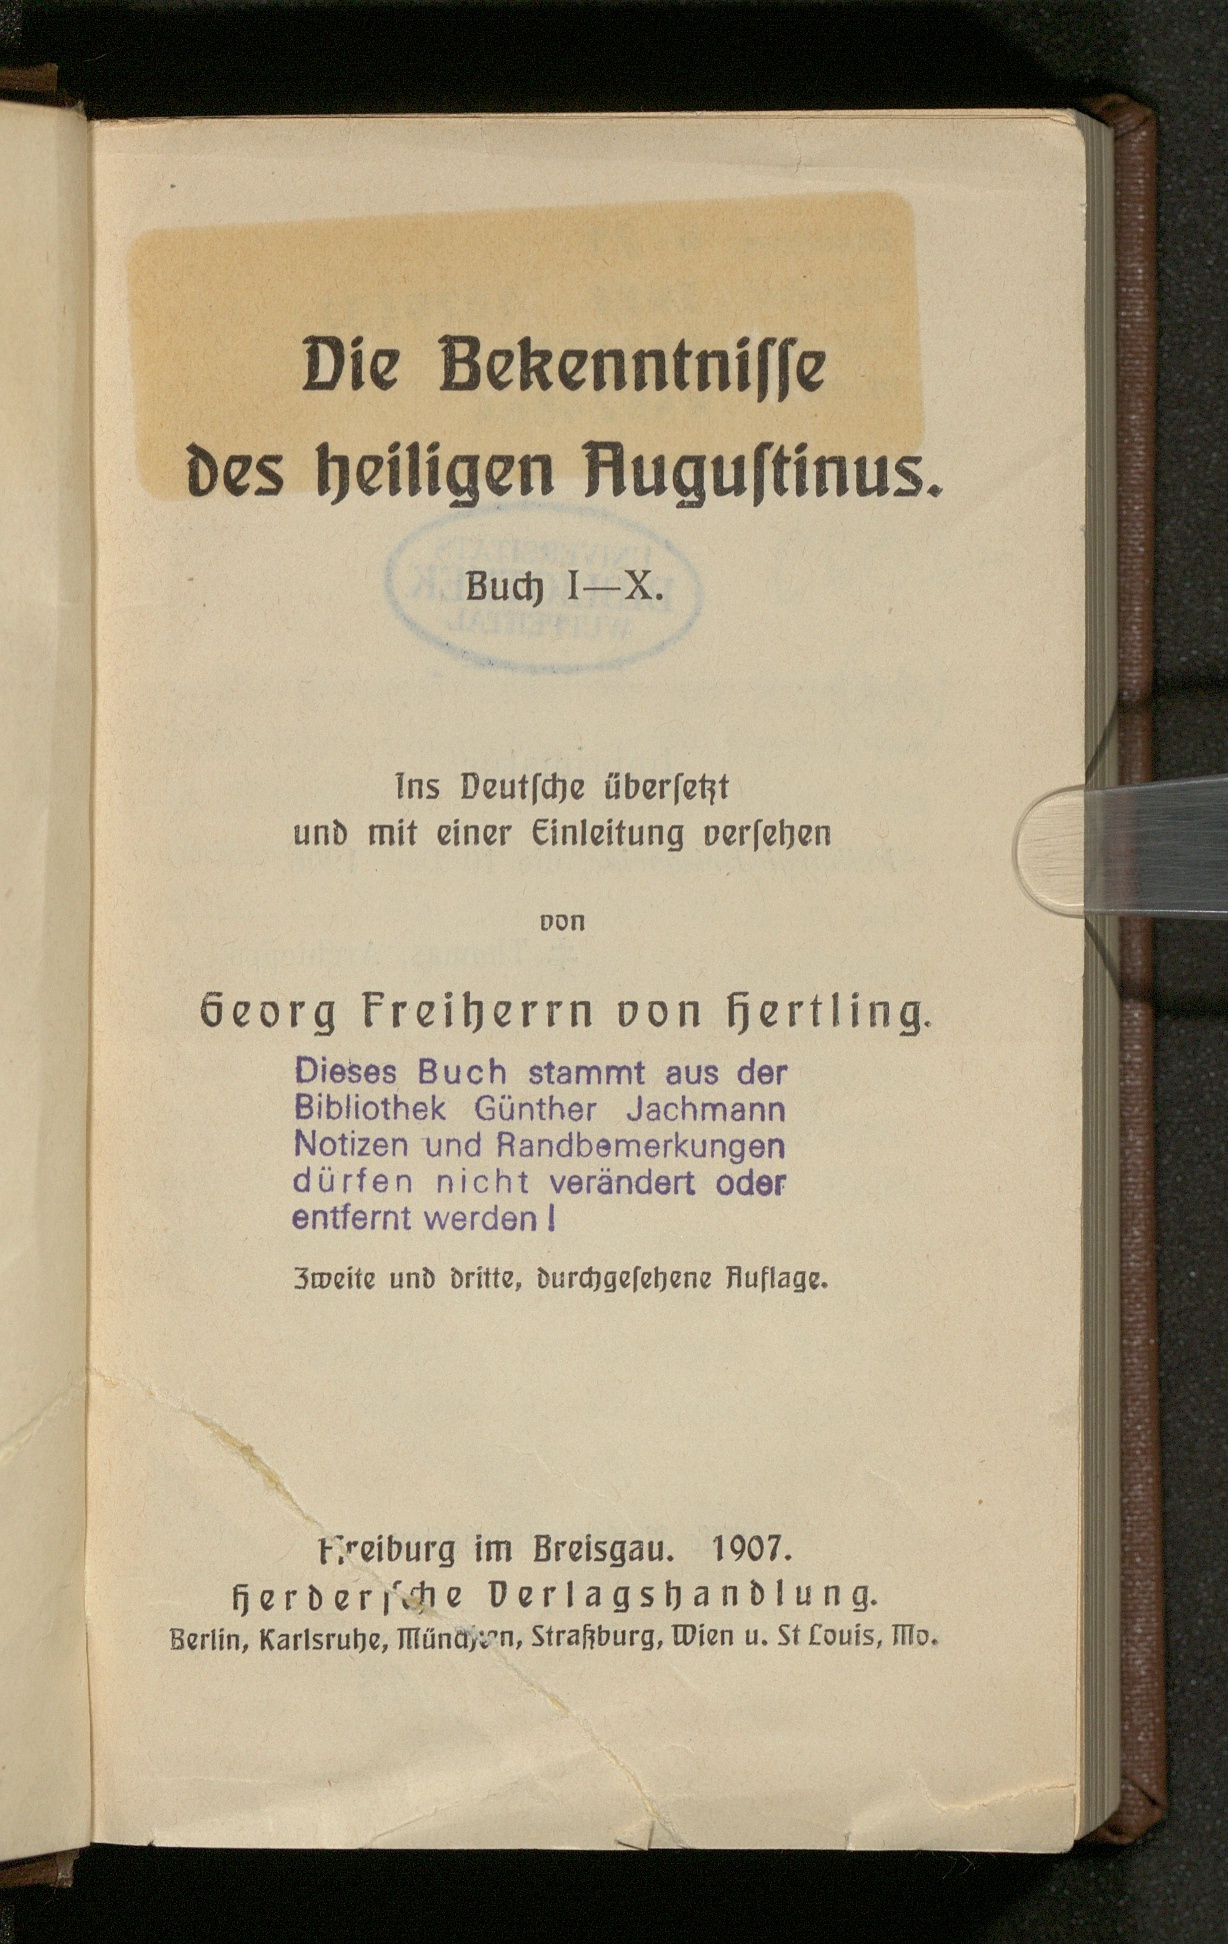 Die Bekenntniſſe
des heiligen Auguſtinus.
Buch I—X.
Ins Deutſche überſetzt
und mit einer Einleitung verſehen
von
Georg Freiherrn von Hertling.
Dieses Buch stammt aus der
Bibliothek Günther Jachmann
Notizen und Randbemerkungen
dürfen nicht verändert oder
entfernt werden!
Zweite und dritte, durchgeſehene Auflage.
Freiburg im Breisgau. 1907.
Herderſche Verlagshandlung.
Berlin, Karlsruhe, München, Straßburg, Wien u. St Louis, Mo.